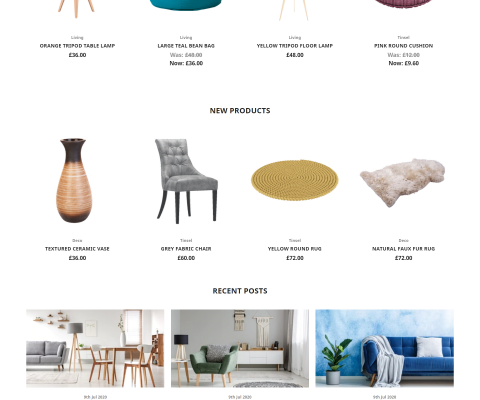 Living
ORANGE TRIPOD TABLE LAMP
£36.00
Living
LARGE TEAL BEAN BAG
Was: £48.00
Now: £36.00
Living
YELLOW TRIPOD FLOOR LAMP
£48.00
Tinsel
PINK ROUND CUSHION
Was: £12.00
Now: £9.60
NEW PRODUCTS
Deco
TEXTURED CERAMIC VASE
£36.00
Tinsel
GREY FABRIC CHAIR
£60.00
Tinsel
YELLOW ROUND RUG
£72.00
Deco
NATURAL FAUX FUR RUG
£72.00
RECENT POSTS
9th Jul 2020
9th Jul 2020
9th Jul 2020